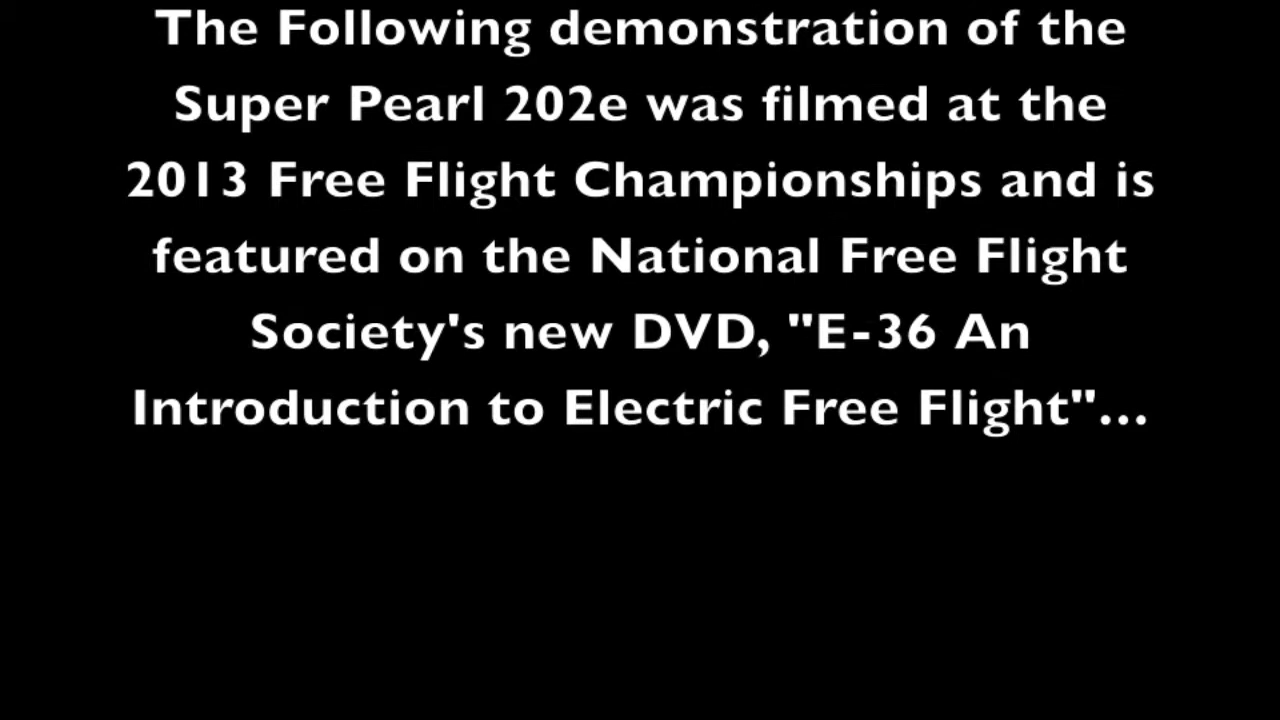 The Following demonstration of the
Super Pearl 202e was filmed at the
2013 Free Flight Championships and is
featured on the National Free Flight
Society's new DVD, "E-36 An
Introduction to Electric Free Flight"...